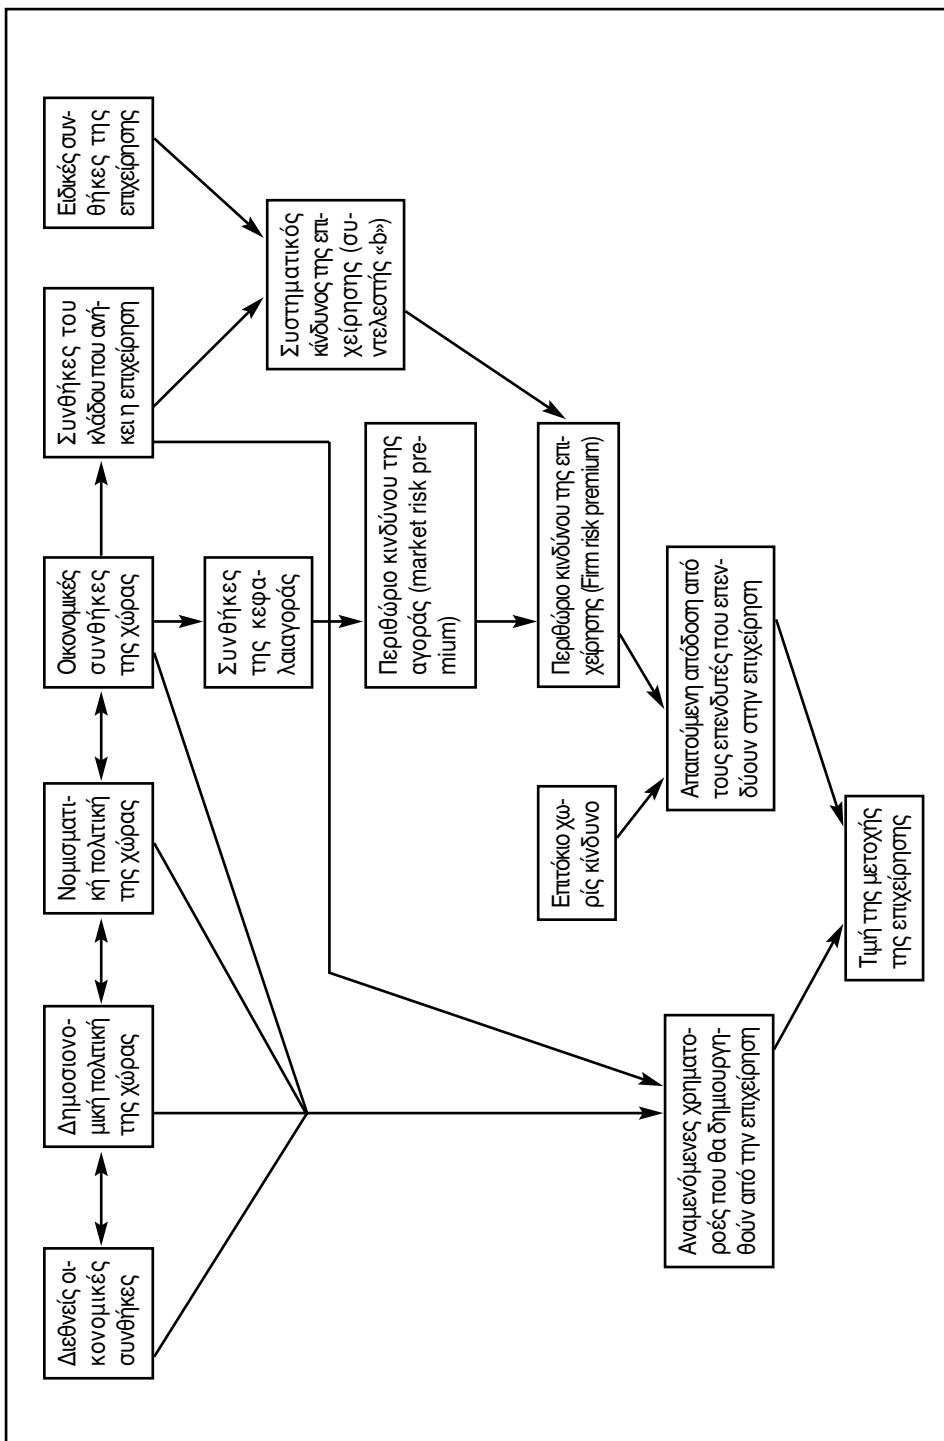 Διεθνείς οι-
κονομικές
συνθήκες
Δημοσιονο-
μική πολιτική
της χώρας
Νομισματι-
κή πολιτική
της χώρας
Οικονομικές
συνθήκες
της χώρας
Συνθήκες του
κλάδου που ανή-
κει η επιχείρηση
Ειδικές συν-
θήκες της
επιχείρησης
Συνθήκες
της κεφα-
λαιαγοράς
Συστηματικός
κίνδυνος της επι-
χείρησης (συ-
ντελεστής «b»)
Περιθώριο κινδύνου της
αγοράς (market risk pre-
mium)
Επιτόκιο χω-
ρίς κίνδυνο
Περιθώριο κινδύνου της επι-
χείρησης (Firm risk premium)
Αναμενόμενες χρηματο-
ροές που θα δημιουργη-
θούν από την επιχείρηση
Απαιτούμενη απόδοση από
τους επενδυτές που επεν-
δύουν στην επιχείρηση
Τιμή της μετοχής
της επιχείρησης